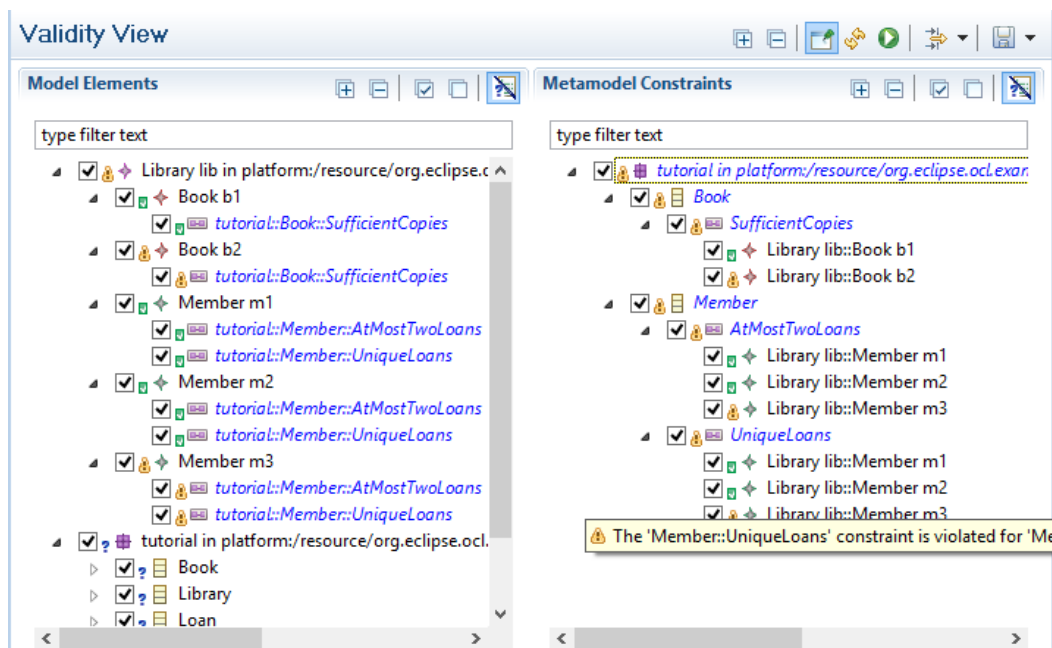 Validity View
Model Elements
type filter text
Library lib in platform:/resource/org.eclipse.c
Book b1
tutorial::Book::SufficientCopies
Book b2
tutorial::Book::SufficientCopies
Member m1
tutorial::Member::AtMostTwoLoans
tutorial::Member::UniqueLoans
Member m2
tutorial::Member::AtMostTwoLoans
tutorial::Member::UniqueLoans
Member m3
tutorial::Member::AtMostTwoLoans
tutorial::Member::UniqueLoans
tutorial in platform:/resource/org.eclipse.ocl.
Book
Library
Loan
Metamodel Constraints
type filter text
tutorial in platform:/resource/org.eclipse.ocl.exan
Book
SufficientCopies
Library lib::Book b1
Library lib::Book b2
Member
AtMostTwoLoans
Library lib::Member m1
Library lib::Member m2
Library lib::Member m3
UniqueLoans
Library lib::Member m1
Library lib::Member m2
Library lib::Member m3
The 'Member::UniqueLoans' constraint is violated for 'Me